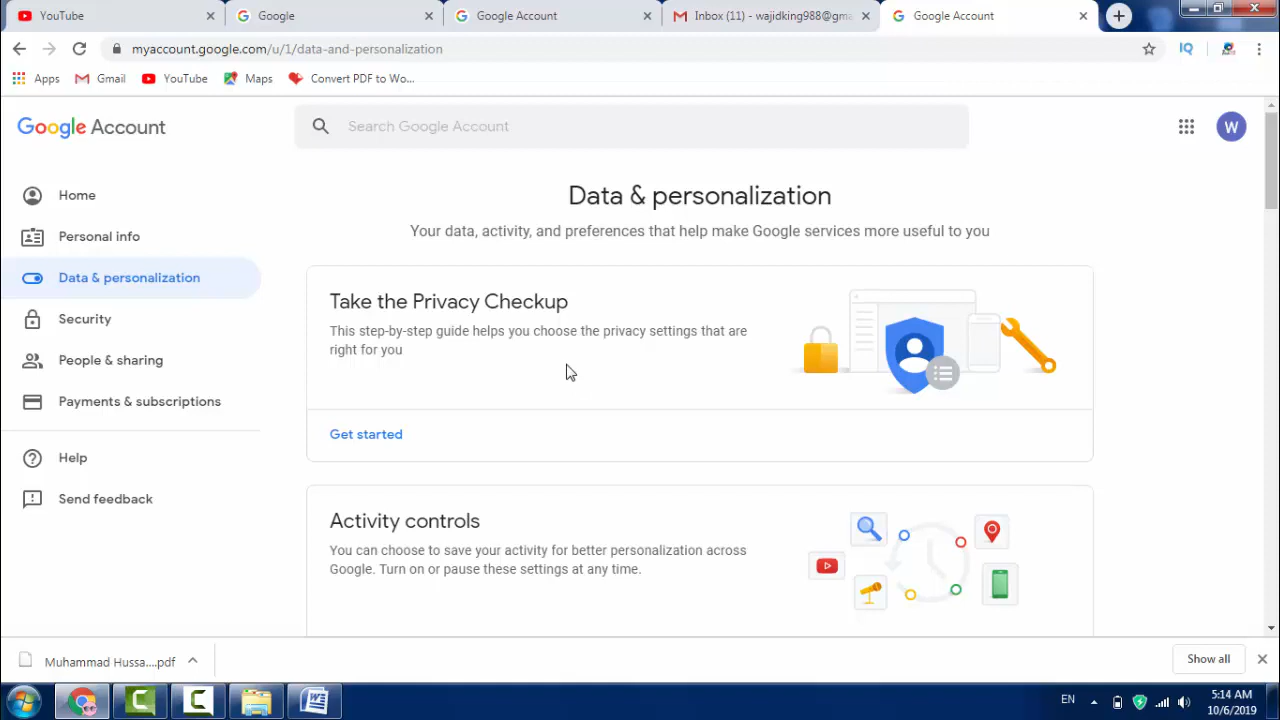 YouTube
Google
Google Account
Inbox (11) - wajidking988@gma
Google Account
myaccount.google.com/u/1/data-and-personalization
IQ
Apps
Gmail
YouTube
Maps
Convert PDF to Wo...
Google Account
Search Google Account
W
Home
Personal info
Data & personalization
Security
People & sharing
Payments & subscriptions
Help
Send feedback
Data & personalization
Your data, activity, and preferences that help make Google services more useful to you
Take the Privacy Checkup
This step-by-step guide helps you choose the privacy settings that are
right for you
Get started
Activity controls
You can choose to save your activity for better personalization across
Google. Turn on or pause these settings at any time.
Muhammad Hussa....pdf
Show all
EN
5:14 AM
10/6/2019